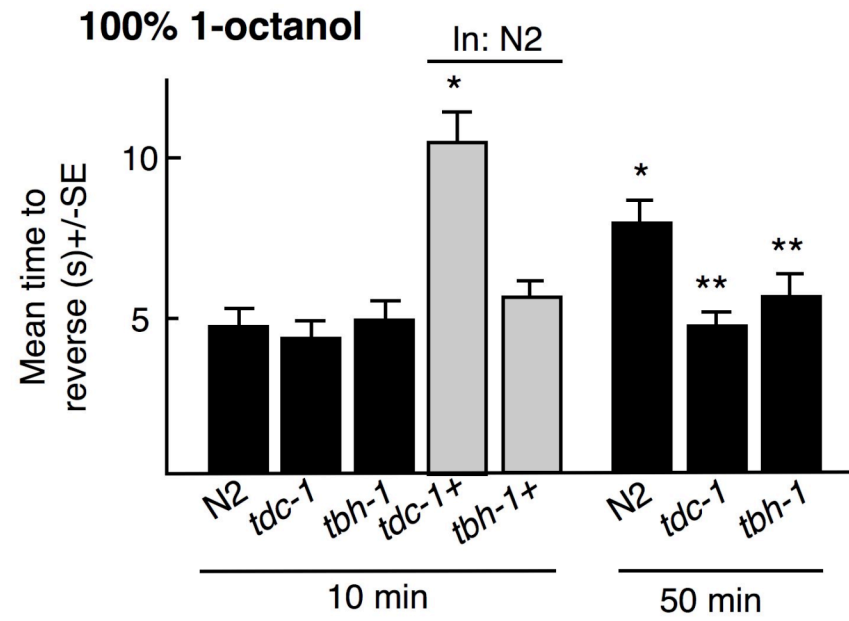 100% 1-octanol
In: N2
*
*
**
**
10
5
Mean time to
reverse (s)+/-SE
N2 tdc-1 tbh-1 tdc-1+ tbh-1+ N2 tdc-1 tbh-1
10 min 50 min